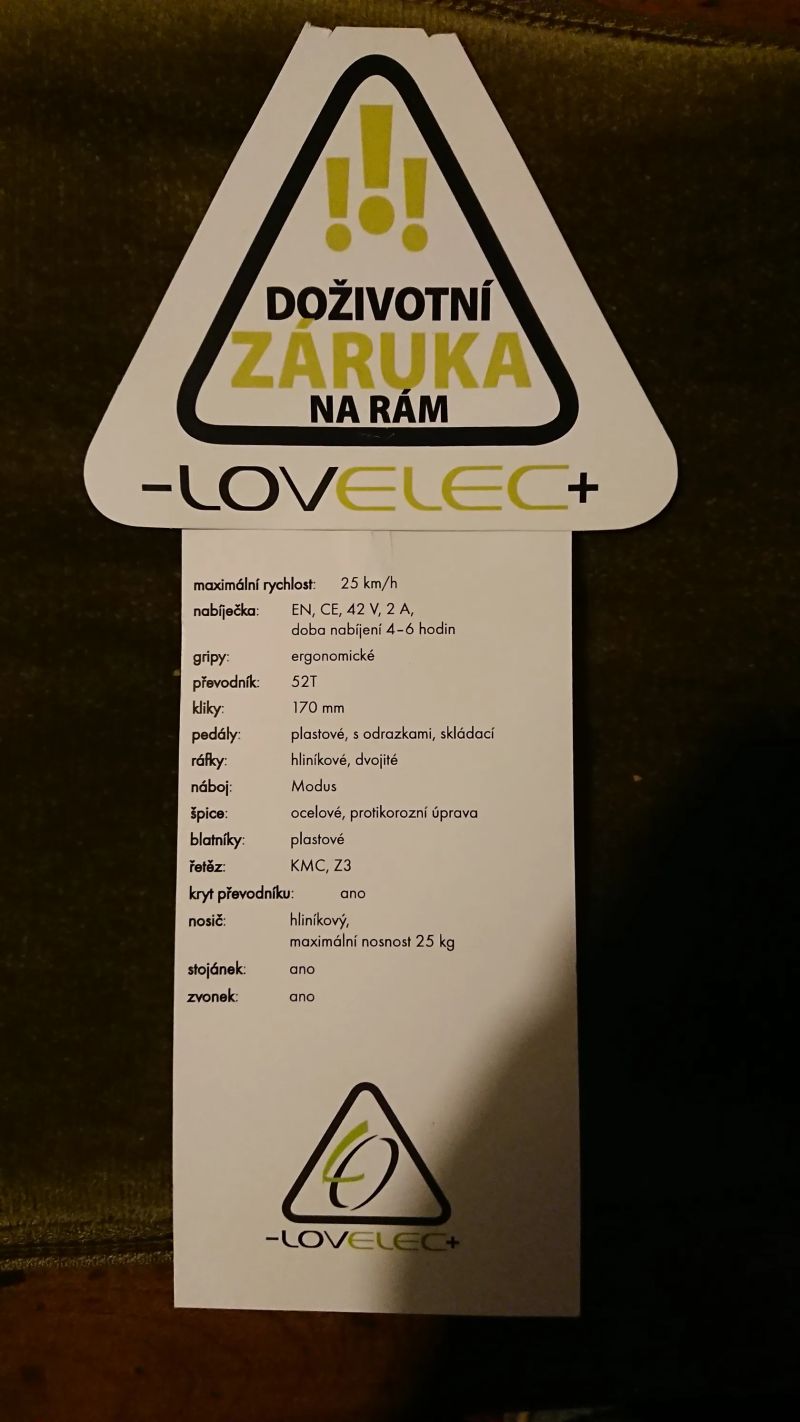 !!!
DOŽIVOTNÍ
ZÁRUKA
NA RÁM
-LOVELEC+
maximální rychlost: 25 km/h
nabíječka: EN, CE, 42 V, 2 A,
doba nabíjení 4–6 hodin
gripy: ergonomické
převodník: 52T
kliky: 170 mm
pedály: plastové, s odrazkami, skládací
ráfky: hliníkové, dvojité
náboj: Modus
špice: ocelové, protikorozní úprava
blatníky: plastové
řetěz: KMC, Z3
kryt převodníku: ano
nosič: hliníkový,
maximální nosnost 25 kg
stojánek: ano
zvonek: ano
-LOVELEC+